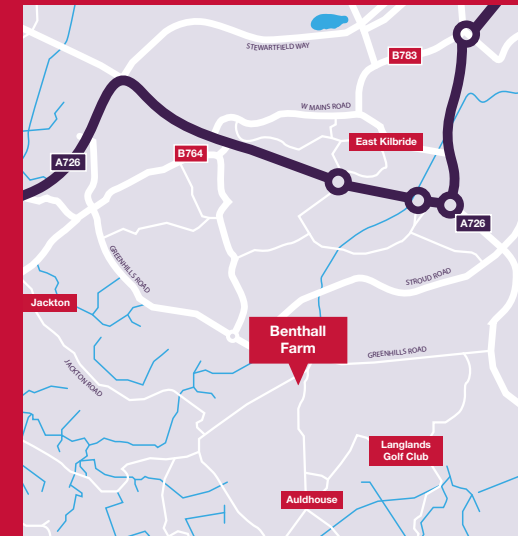 STEWARTFIELD WAY
B783
W MAINS ROAD
East Kilbride
B764
A726
A726
GREENHILLS ROAD
STROUD ROAD
Jackton
Benthall
Farm
GREENHILLS ROAD
JACKTON ROAD
Langlands
Golf Club
Auldhouse